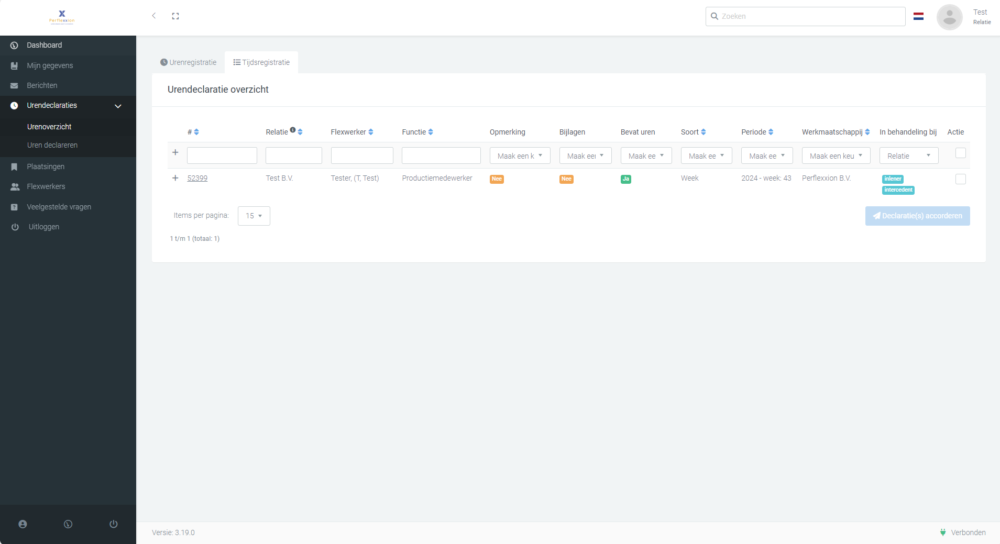 X
Perflexxion
Zoeken
Test
Relatie
Dashboard
Mijn gegevens
Berichten
Urendeclaraties
Urenoverzicht
Uren declareren
Plaatsingen
Flexwerkers
Veelgestelde vragen
Uitloggen
Urenregistratie
Tijdsregistratie
Urendeclaratie overzicht
# Relatie Flexwerker Functie Opmerking Bijlagen Bevat uren Soort Periode Werkmaatschappij In behandeling bij Actie
+ Maak een k Maak eer Maak ee Maak ee Maak ee Maak een keu Relatie
+ 52399 Test B.V. Tester, (T, Test) Productiemedewerker Nee Nee Ja Week 2024 - week: 43 Perflexxion B.V. inlener
intercedent
Items per pagina: 15
Declaratie(s) accorderen
1 t/m 1 (totaal: 1)
Versie: 3.19.0
Verbonden